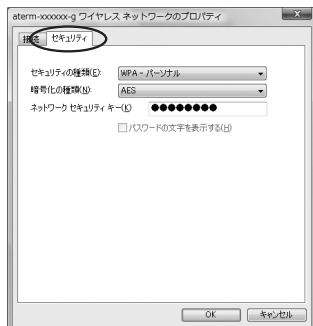 aterm-xxxxxx-g ワイヤレス ネットワークのプロパティ
接続 セキュリティ
セキュリティの種類(E): WPA - パーソナル
暗号化の種類(N): AES
ネットワーク セキュリティ キー(K) ●●●●●●●●
パスワードの文字を表示する(H)
OK キャンセル